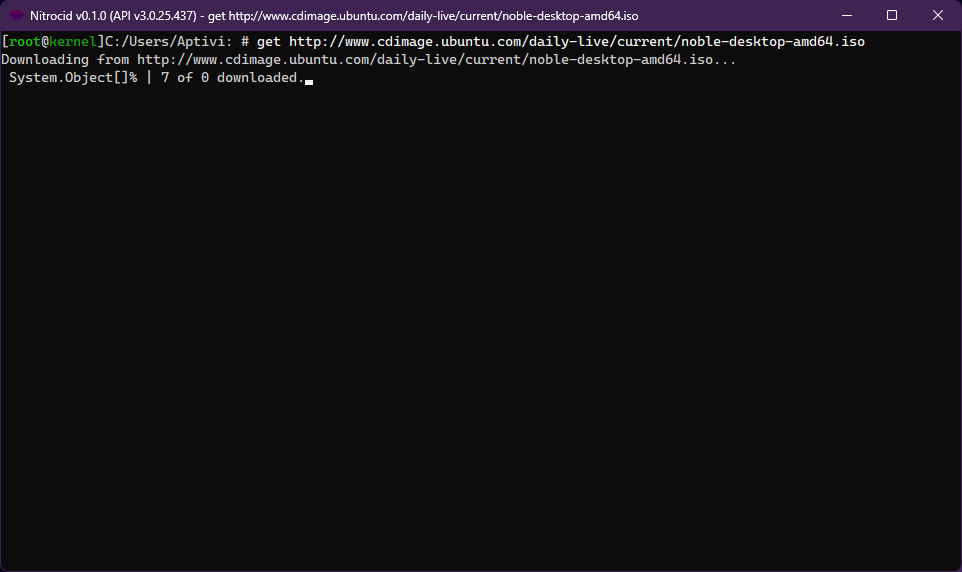 Nitrocid v0.1.0 (API v3.0.25.437) - get http://www.cdimage.ubuntu.com/daily-live/current/noble-desktop-amd64.iso
[root@kernel]C:/Users/Aptivi: # get http://www.cdimage.ubuntu.com/daily-live/current/noble-desktop-amd64.iso
Downloading from http://www.cdimage.ubuntu.com/daily-live/current/noble-desktop-amd64.iso...
System.Object[]% | 7 of 0 downloaded.